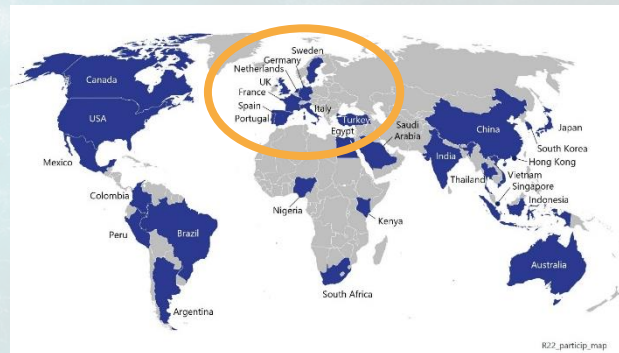 Sweden
Germany
Netherlands
UK
France
Spain
Portugal
Italy
Turkey
Egypt
Saudi
Arabia
Canada
USA
Mexico
Colombia
Peru
Brazil
Argentina
Nigeria
Kenya
South Africa
China
Japan
South Korea
Hong Kong
India
Thailand
Vietnam
Singapore
Indonesia
Australia
R22_particip_map